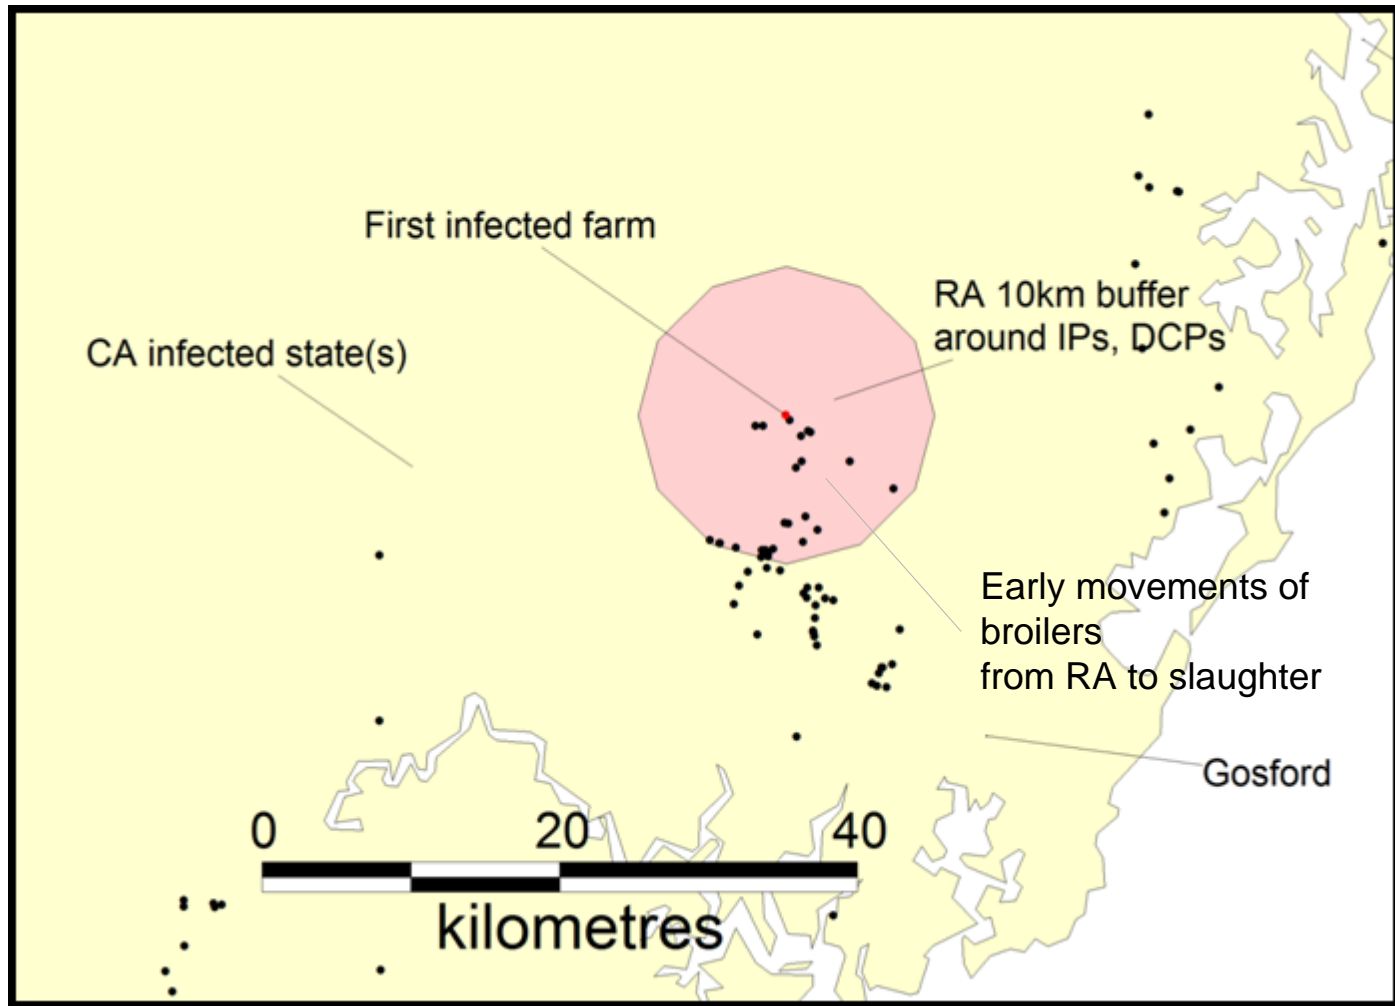 First infected farm
RA 10km buffer
around IPs, DCPs
CA infected state(s)
Early movements of
broilers
from RA to slaughter
Gosford
0 20 40
kilometres